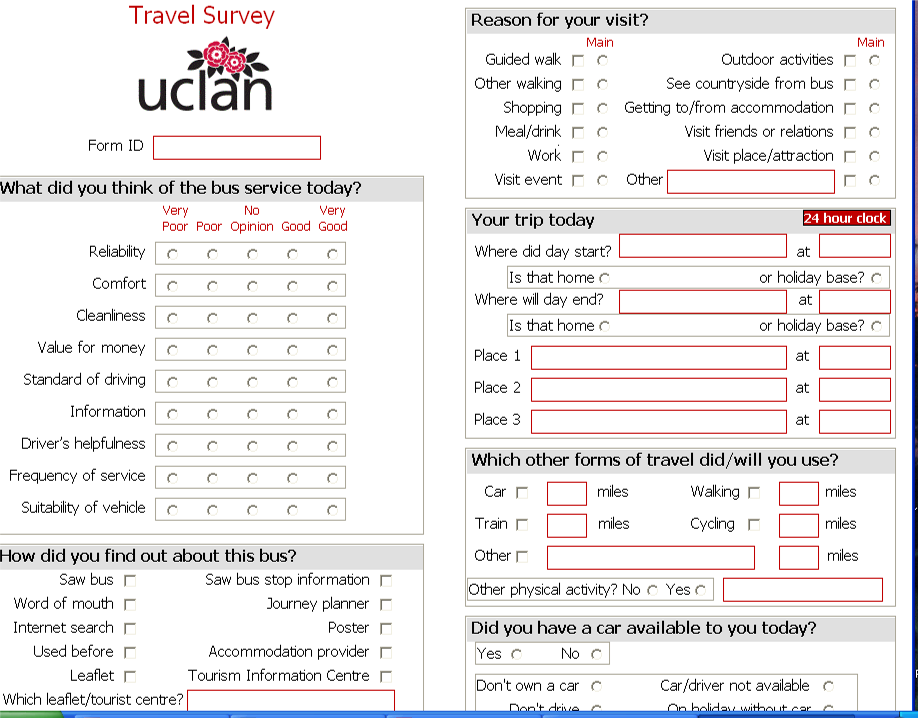 Travel Survey
uclan
Form ID
What did you think of the bus service today?
Very Poor Poor No Opinion Good Very Good
Reliability
Comfort
Cleanliness
Value for money
Standard of driving
Information
Driver's helpfulness
Frequency of service
Suitability of vehicle
How did you find out about this bus?
Saw bus Saw bus stop information
Word of mouth Journey planner
Internet search Poster
Used before Accommodation provider
Leaflet Tourism Information Centre
Which leaflet/tourist centre?
Reason for your visit?
Main Main
Guided walk Outdoor activities
Other walking See countryside from bus
Shopping Getting to/from accommodation
Meal/drink Visit friends or relations
Work Visit place/attraction
Visit event Other
Your trip today 24 hour clock
Where did day start? at
Is that home or holiday base?
Where will day end? at
Is that home or holiday base?
Place 1 at
Place 2 at
Place 3 at
Which other forms of travel did/will you use?
Car miles Walking miles
Train miles Cycling miles
Other miles
Other physical activity? No Yes
Did you have a car available to you today?
Yes No
Don't own a car Car/driver not available
Don't drive On holiday without car